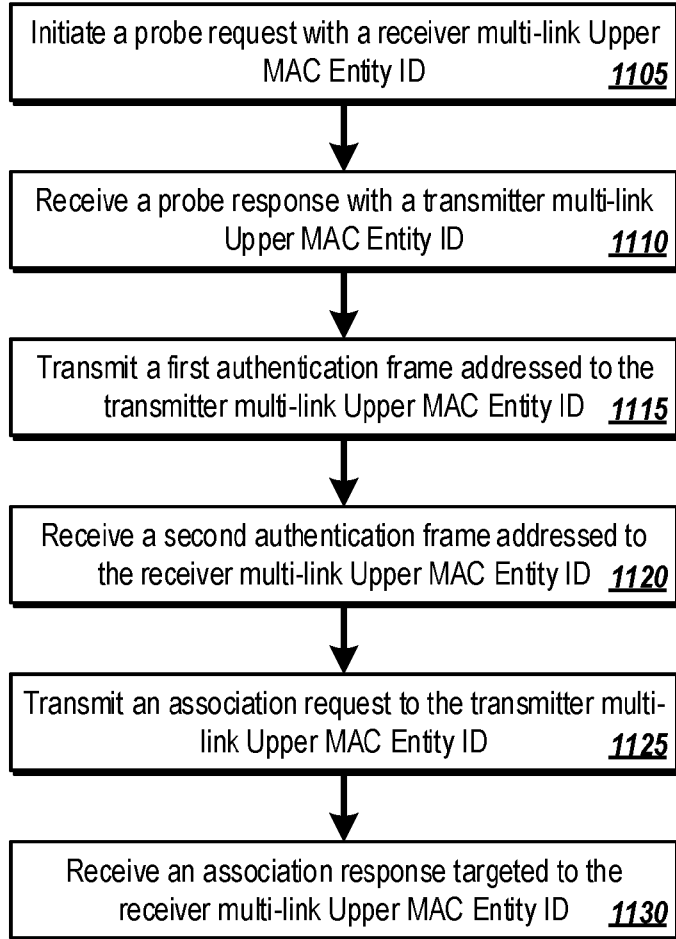 Initiate a probe request with a receiver multi-link Upper
MAC Entity ID 1105
Receive a probe response with a transmitter multi-link
Upper MAC Entity ID 1110
Transmit a first authentication frame addressed to the
transmitter multi-link Upper MAC Entity ID 1115
Receive a second authentication frame addressed to
the receiver multi-link Upper MAC Entity ID 1120
Transmit an association request to the transmitter multi-
link Upper MAC Entity ID 1125
Receive an association response targeted to the
receiver multi-link Upper MAC Entity ID 1130